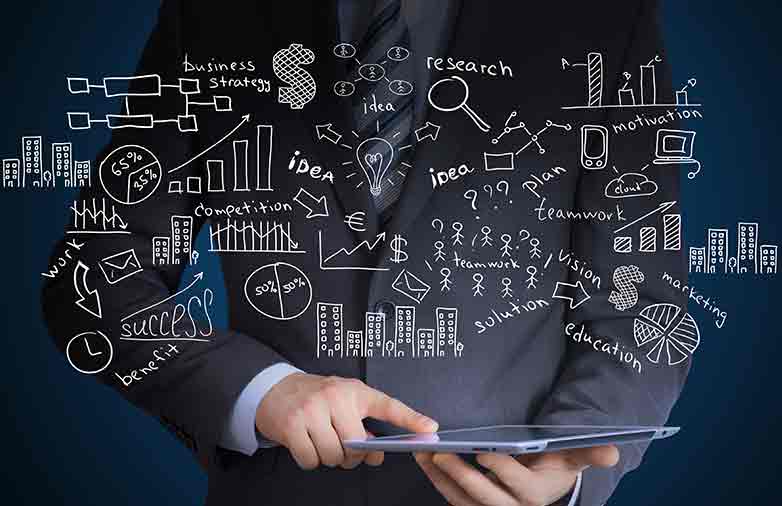 business
strategy
$
research
A
B
C
idea
motivation
65%
35%
idea
idea
plan
cloud
???
teamwork
competition
€
$
?
?
?
teamwork
!
vision
work
50%
50%
$
marketing
success
solution
benefit
education